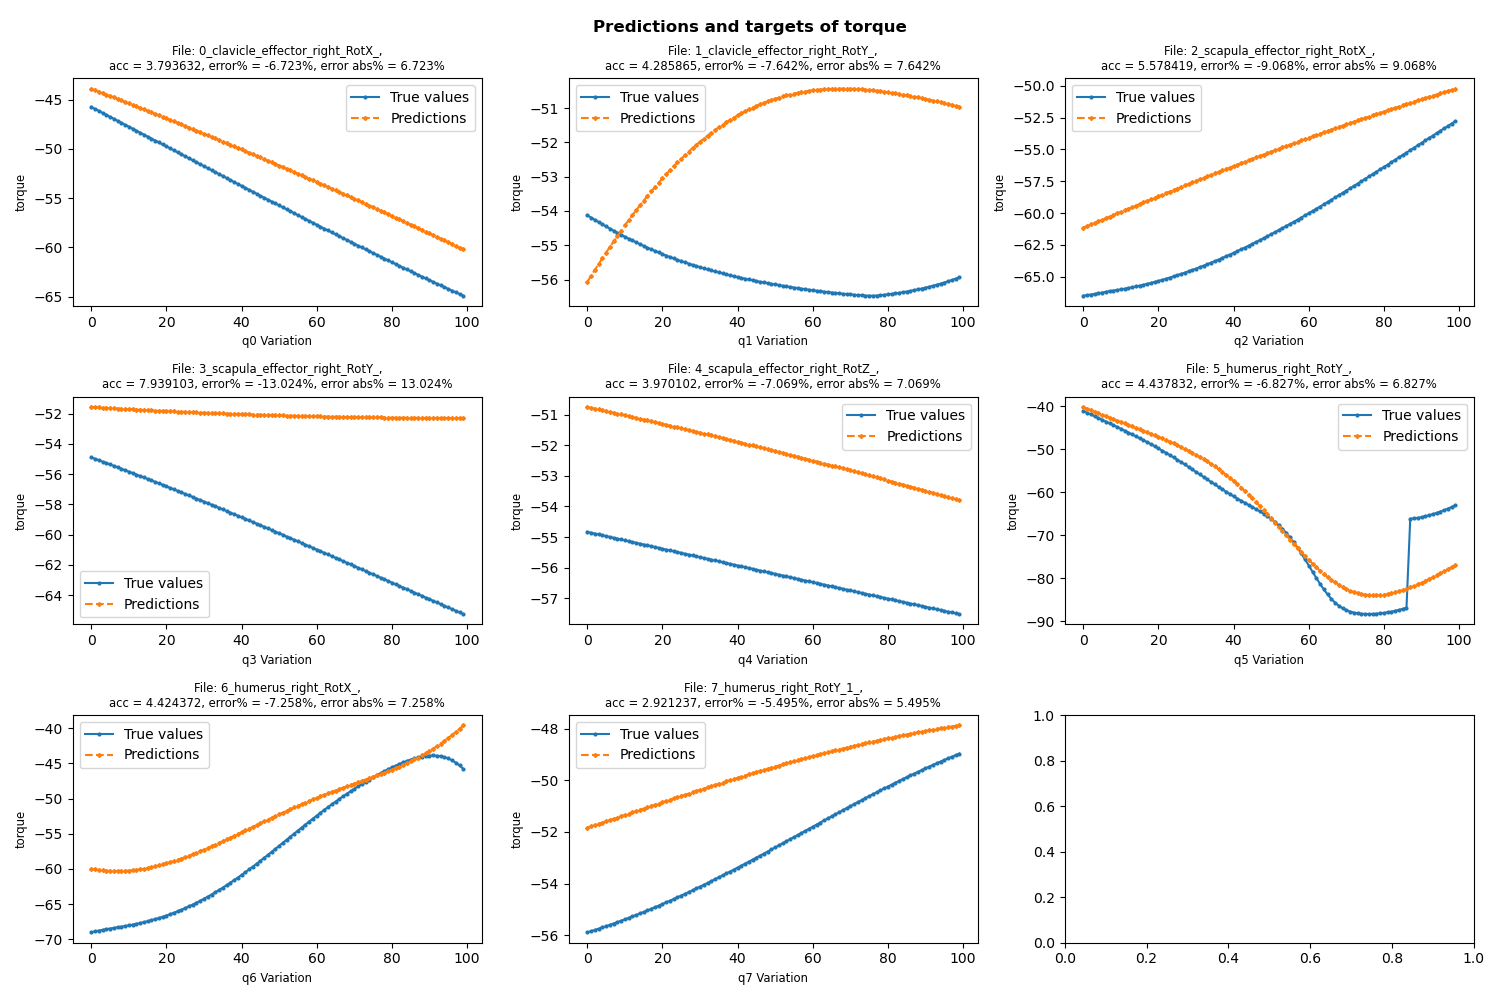 Predictions and targets of torque
File: 0_clavicle_effector_right_RotX_,
acc = 3.793632, error% = -6.723%, error abs% = 6.723%
True values
Predictions
torque
−45
−50
−55
−60
−65
0 20 40 60 80 100
q0 Variation
File: 1_clavicle_effector_right_RotY_,
acc = 4.285865, error% = -7.642%, error abs% = 7.642%
True values
Predictions
torque
−51
−52
−53
−54
−55
−56
0 20 40 60 80 100
q1 Variation
File: 2_scapula_effector_right_RotX_,
acc = 5.578419, error% = -9.068%, error abs% = 9.068%
True values
Predictions
torque
−50.0
−52.5
−55.0
−57.5
−60.0
−62.5
−65.0
0 20 40 60 80 100
q2 Variation
File: 3_scapula_effector_right_RotY_,
acc = 7.939103, error% = -13.024%, error abs% = 13.024%
True values
Predictions
torque
−52
−54
−56
−58
−60
−62
−64
0 20 40 60 80 100
q3 Variation
File: 4_scapula_effector_right_RotZ_,
acc = 3.970102, error% = -7.069%, error abs% = 7.069%
True values
Predictions
torque
−51
−52
−53
−54
−55
−56
−57
0 20 40 60 80 100
q4 Variation
File: 5_humerus_right_RotY_,
acc = 4.437832, error% = -6.827%, error abs% = 6.827%
True values
Predictions
torque
−40
−50
−60
−70
−80
−90
0 20 40 60 80 100
q5 Variation
File: 6_humerus_right_RotX_,
acc = 4.424372, error% = -7.258%, error abs% = 7.258%
True values
Predictions
torque
−40
−45
−50
−55
−60
−65
−70
0 20 40 60 80 100
q6 Variation
File: 7_humerus_right_RotY_1_,
acc = 2.921237, error% = -5.495%, error abs% = 5.495%
True values
Predictions
torque
−48
−50
−52
−54
−56
0 20 40 60 80 100
q7 Variation
1.0
0.8
0.6
0.4
0.2
0.0
0.0 0.2 0.4 0.6 0.8 1.0